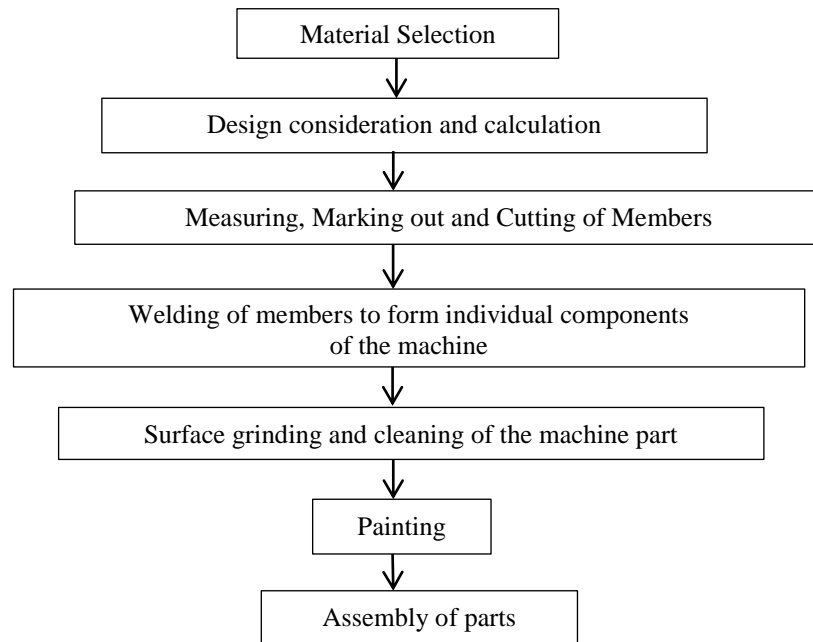 Material Selection
Design consideration and calculation
Measuring, Marking out and Cutting of Members
Welding of members to form individual components
of the machine
Surface grinding and cleaning of the machine part
Painting
Assembly of parts